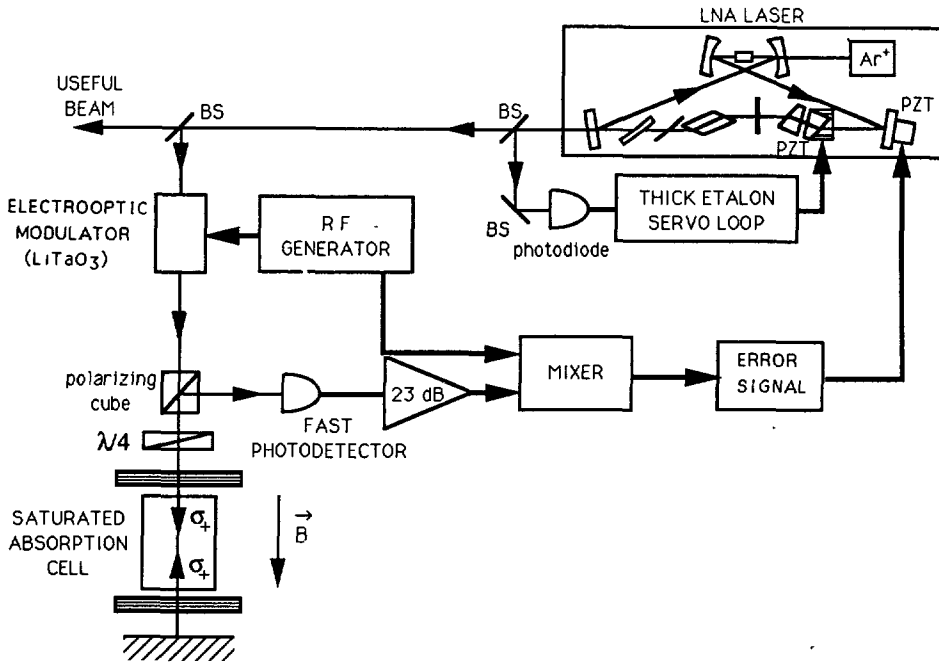 LNA LASER
Ar+
PZT
USEFUL
BEAM
BS
BS
PZT
BS
photodiode
THICK ETALON
SERVO LOOP
ELECTROOPTIC
MODULATOR
(LiTaO3)
RF
GENERATOR
polarizing
cube
23 dB
MIXER
ERROR
SIGNAL
FAST
PHOTODETECTOR
λ/4
SATURATED
ABSORPTION
CELL
σ+
σ+
B